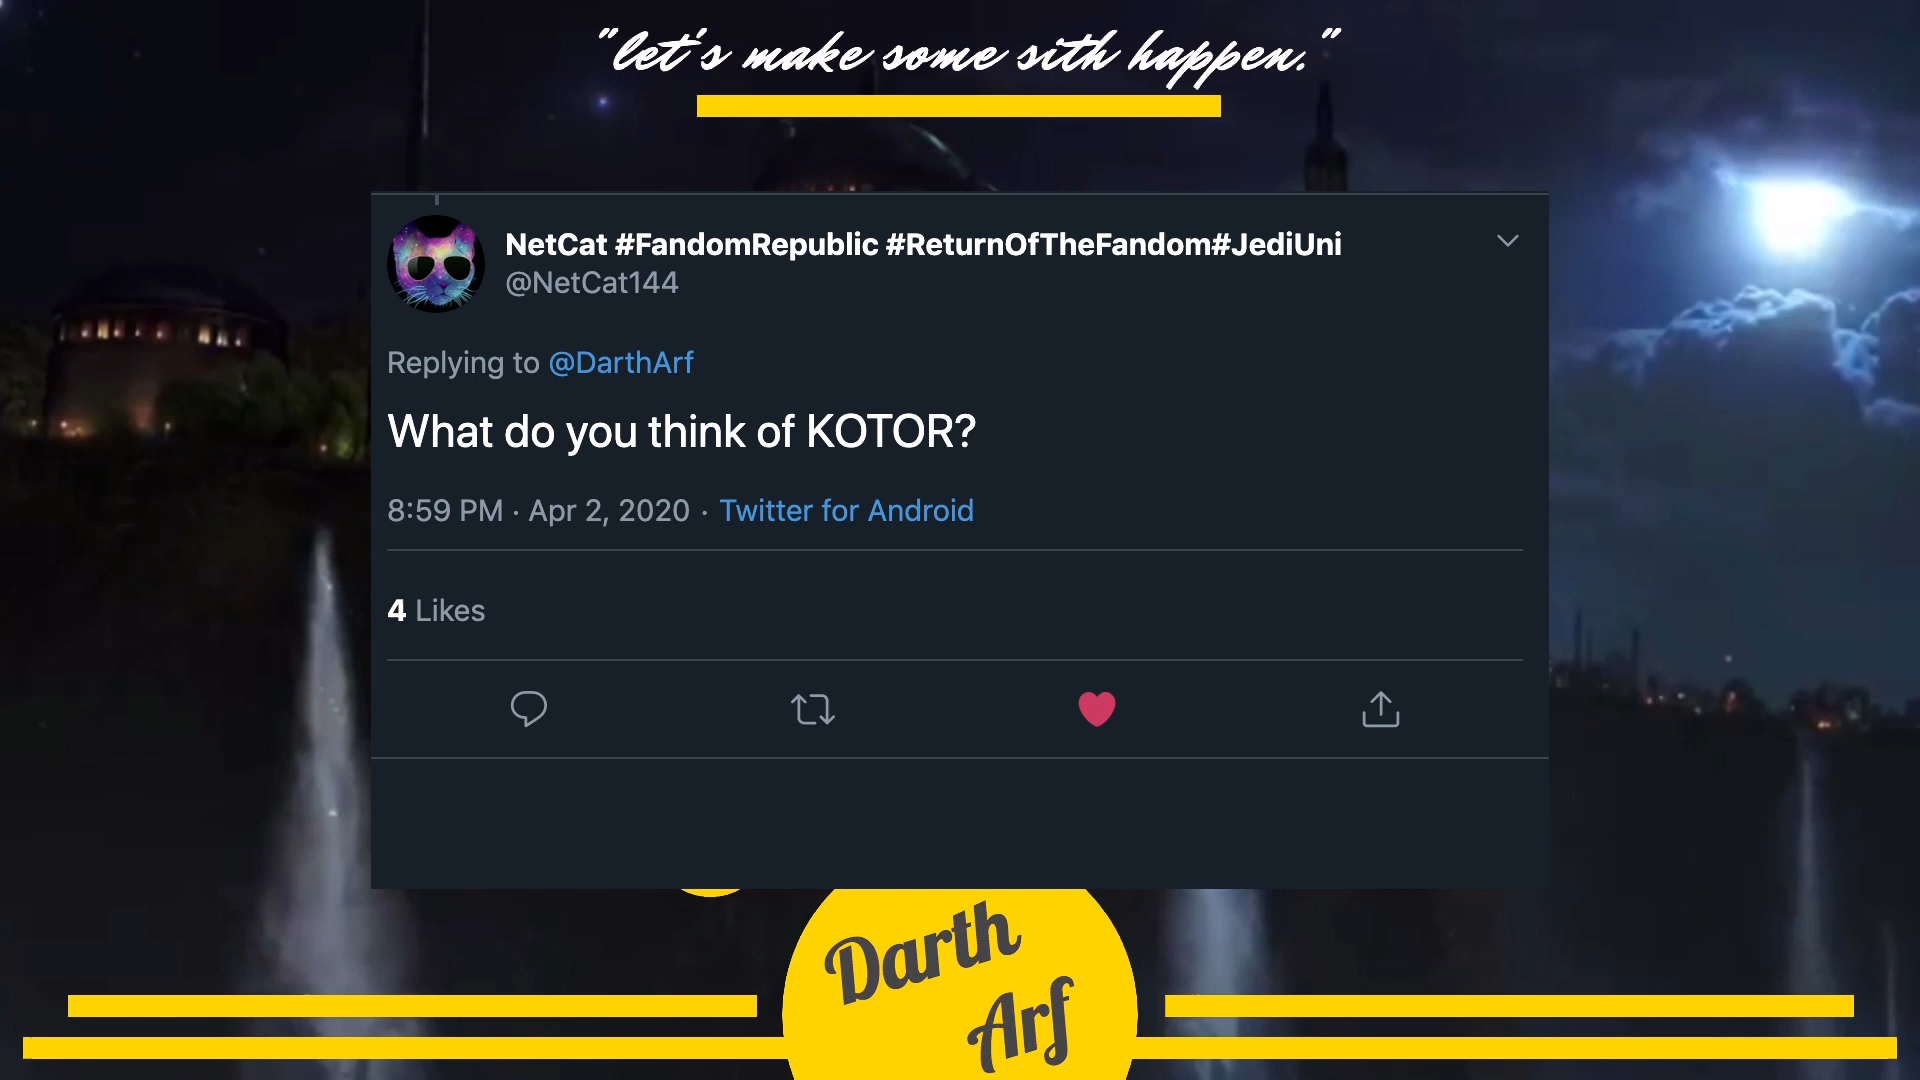 "let's make some sith happen."
NetCat #FandomRepublic #ReturnOfTheFandom#JediUni
@NetCat144
Replying to @DarthArf
What do you think of KOTOR?
8:59 PM · Apr 2, 2020 · Twitter for Android
4 Likes
Darth
Arf